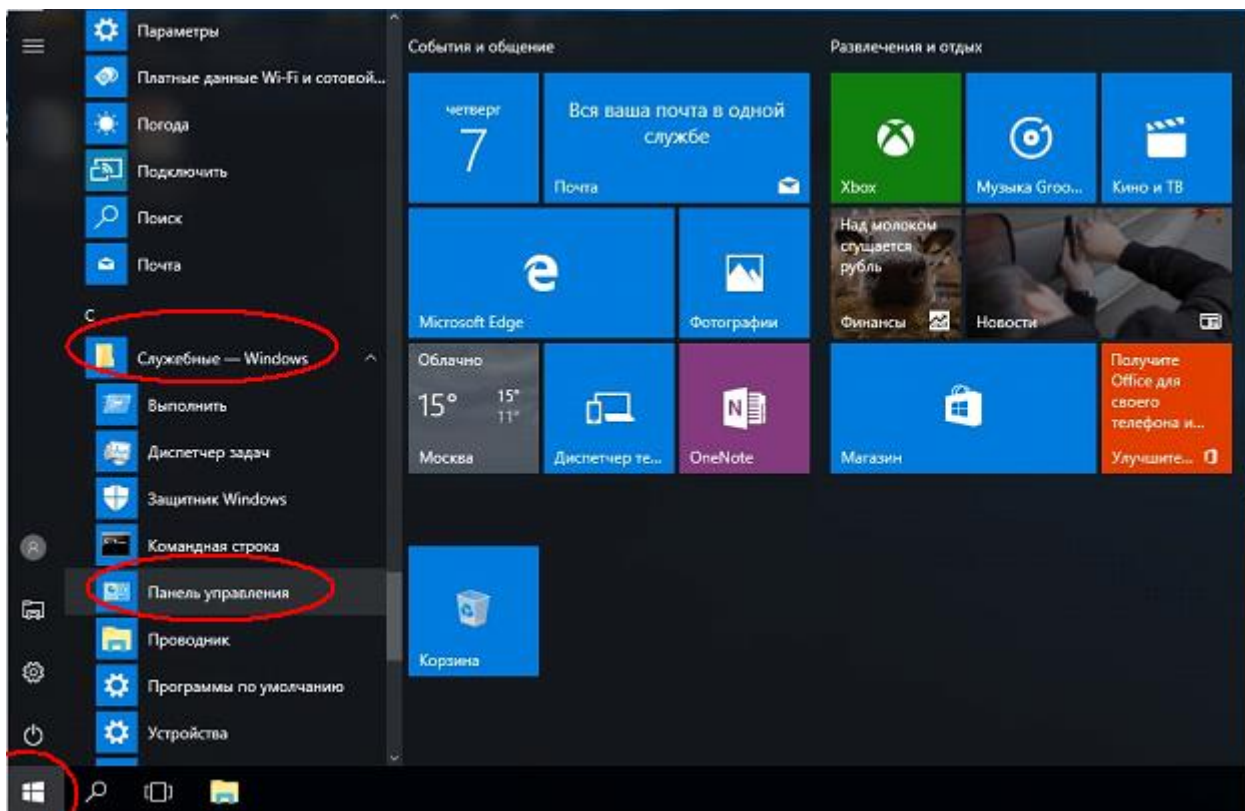 Параметры
Платные данные Wi-Fi и сотовой...
Погода
Подключить
Поиск
Почта
С
Служебные — Windows
Выполнить
Диспетчер задач
Защитник Windows
Командная строка
Панель управления
Проводник
Программы по умолчанию
Устройства
События и общение
четверг
7
Вся ваша почта в одной
службе
Почта
Microsoft Edge
Фотографии
Облачно
15° 15°
11°
Москва
Диспетчер те...
OneNote
Корзина
Развлечения и отдых
Xbox
Музыка Groo...
Кино и ТВ
Над молоком
сгущается
рубль
Финансы
Новости
Магазин
Получите
Office для
своего
телефона и...
Улучшите...